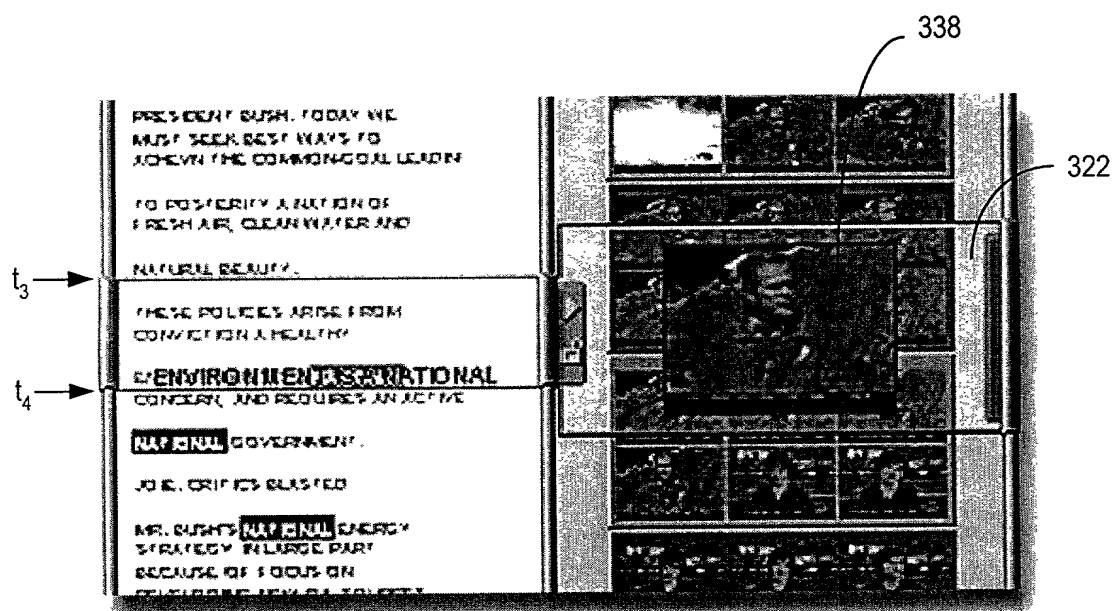 338
322
PRESIDENT BUSH. TODAY WE
MUST SEEK BEST WAYS TO
THE COMMON GOAL
TO POSTERITY A NATION OF
FRESH AIR, CLEAN WATER AND
NATURAL BEAUTY.
t3
THESE POLICIES ARISE FROM
CONVICTION A HEALTHY
ENVIRONMENT IS A NATIONAL
t4
CONCERN, AND REQUIRES AN ACTIVE
NATIONAL GOVERNMENT.
CRITICS BLASTED
MR. BUSH'S NATIONAL ENERGY
STRATEGY IN LARGE PART
BECAUSE OF FOCUS ON